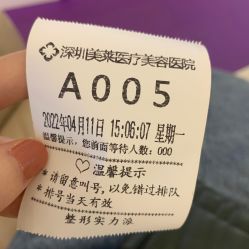 深圳美莱医疗美容医院
A005
2022年04月11日 15:06:07 星期一
温馨提示，您前面等待人数：000
♡温馨提示
* 请留意叫号，以免错过排队
* 排号当天有效
整形实力派